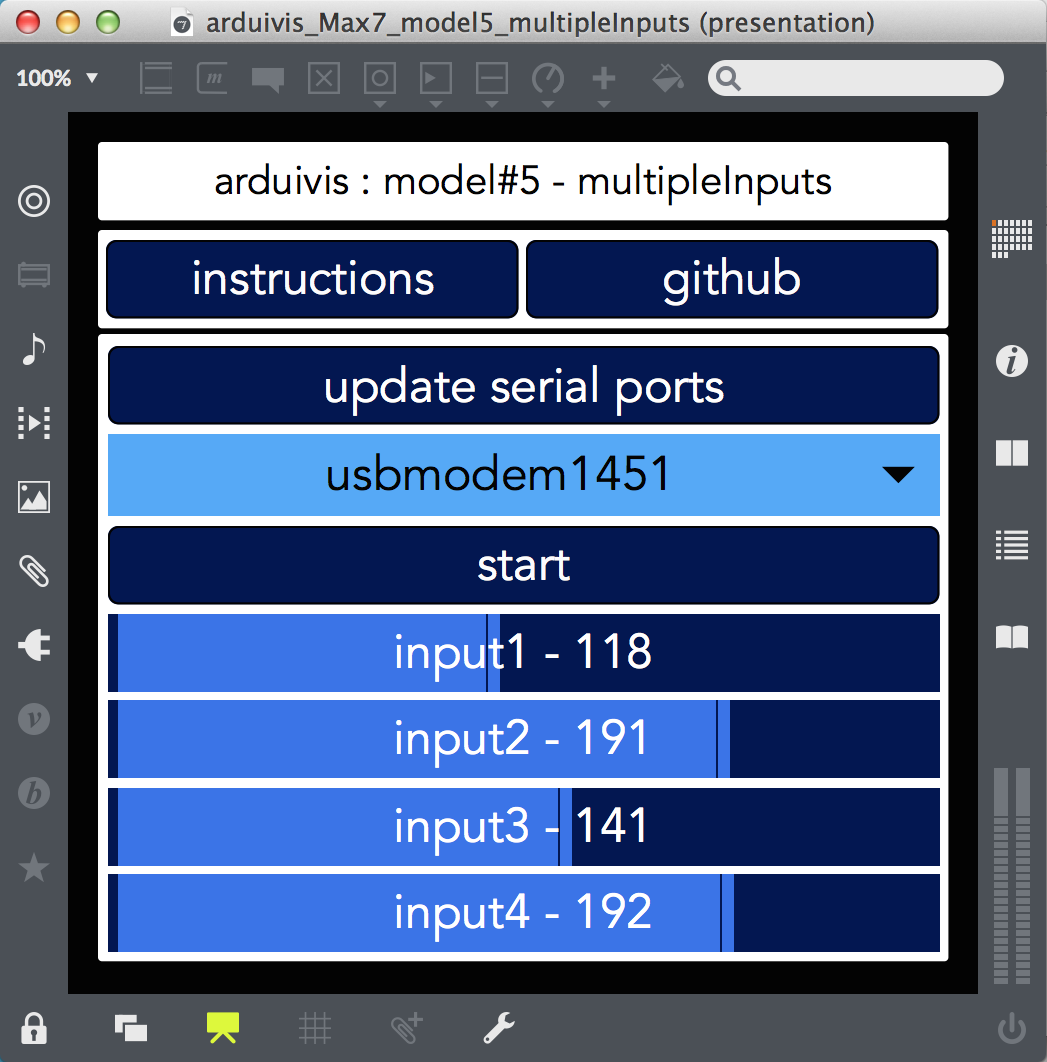 arduivis_Max7_model5_multipleInputs (presentation)
100%
m
arduivis : model#5 - multipleInputs
instructions
github
update serial ports
usbmodem1451
start
input1 - 118
input2 - 191
input3 - 141
input4 - 192
i
v
b